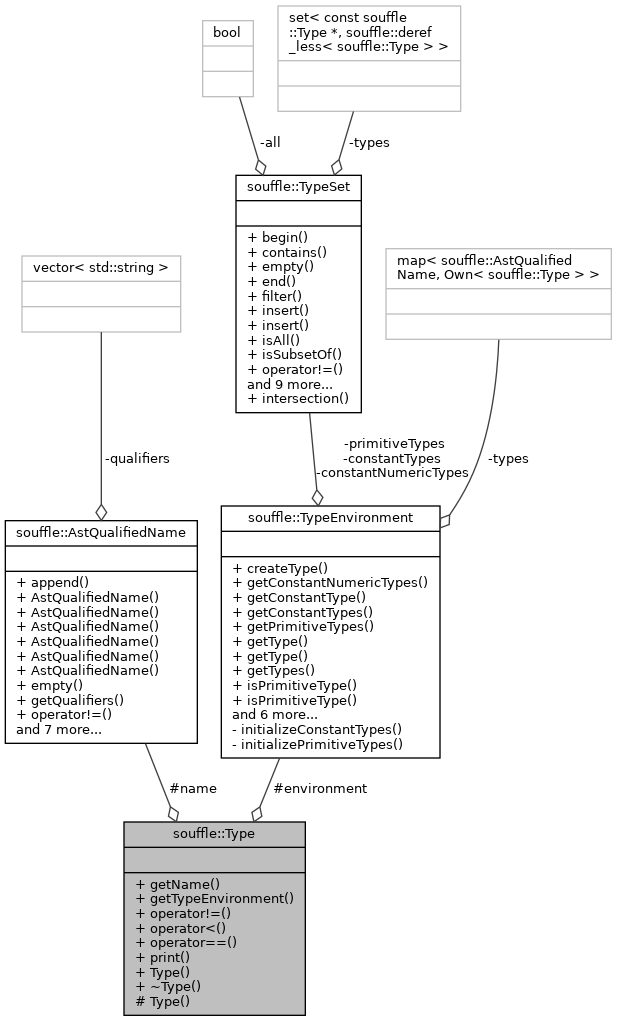 bool
set< const souffle
::Type *, souffle::deref
_less< souffle::Type > >
-all
-types
souffle::TypeSet
+ begin()
+ contains()
+ empty()
+ end()
+ filter()
+ insert()
+ insert()
+ isAll()
+ isSubsetOf()
+ operator!=()
and 9 more...
+ intersection()
vector< std::string >
map< souffle::AstQualified
Name, Own< souffle::Type > >
-qualifiers
-primitiveTypes
-constantTypes
-constantNumericTypes
-types
souffle::AstQualifiedName
+ append()
+ AstQualifiedName()
+ AstQualifiedName()
+ AstQualifiedName()
+ AstQualifiedName()
+ AstQualifiedName()
+ AstQualifiedName()
+ empty()
+ getQualifiers()
+ operator!=()
and 7 more...
souffle::TypeEnvironment
+ createType()
+ getConstantNumericTypes()
+ getConstantType()
+ getConstantTypes()
+ getPrimitiveTypes()
+ getType()
+ getType()
+ getTypes()
+ isPrimitiveType()
+ isPrimitiveType()
and 6 more...
- initializeConstantTypes()
- initializePrimitiveTypes()
#name
#environment
souffle::Type
+ getName()
+ getTypeEnvironment()
+ operator!=()
+ operator<()
+ operator==()
+ print()
+ Type()
+ ~Type()
# Type()